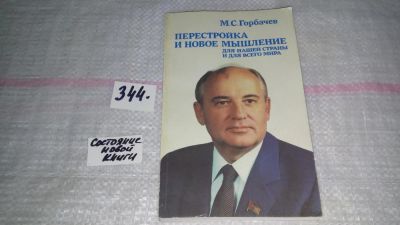 М.С. Горбачев
ПЕРЕСТРОЙКА
И НОВОЕ МЫШЛЕНИЕ
ДЛЯ НАШЕЙ СТРАНЫ
И ДЛЯ ВСЕГО МИРА
344.
Состояние
новой
книги